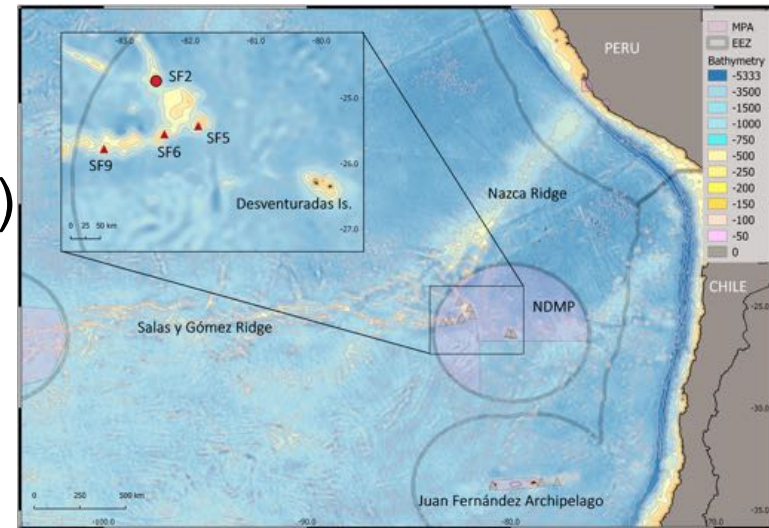 )
-83.0 -82.0 -81.0 -80.0
SF2
-25.0
SF5
SF6
SF9
-26.0
Desventuradas Is.
0 25 50 km
-27.0
PERU
MPA
EEZ
Bathymetry
-5333
-3500
-1500
-1000
-750
-500
-250
-200
-150
-100
-50
0
Nazca Ridge
CHILE
NDMP
Salas y Gómez Ridge
-25.0
-30.0
Juan Fernández Archipelago
0 250 500 km
-35.0
-100.0 -90.0 -80.0 -70.0